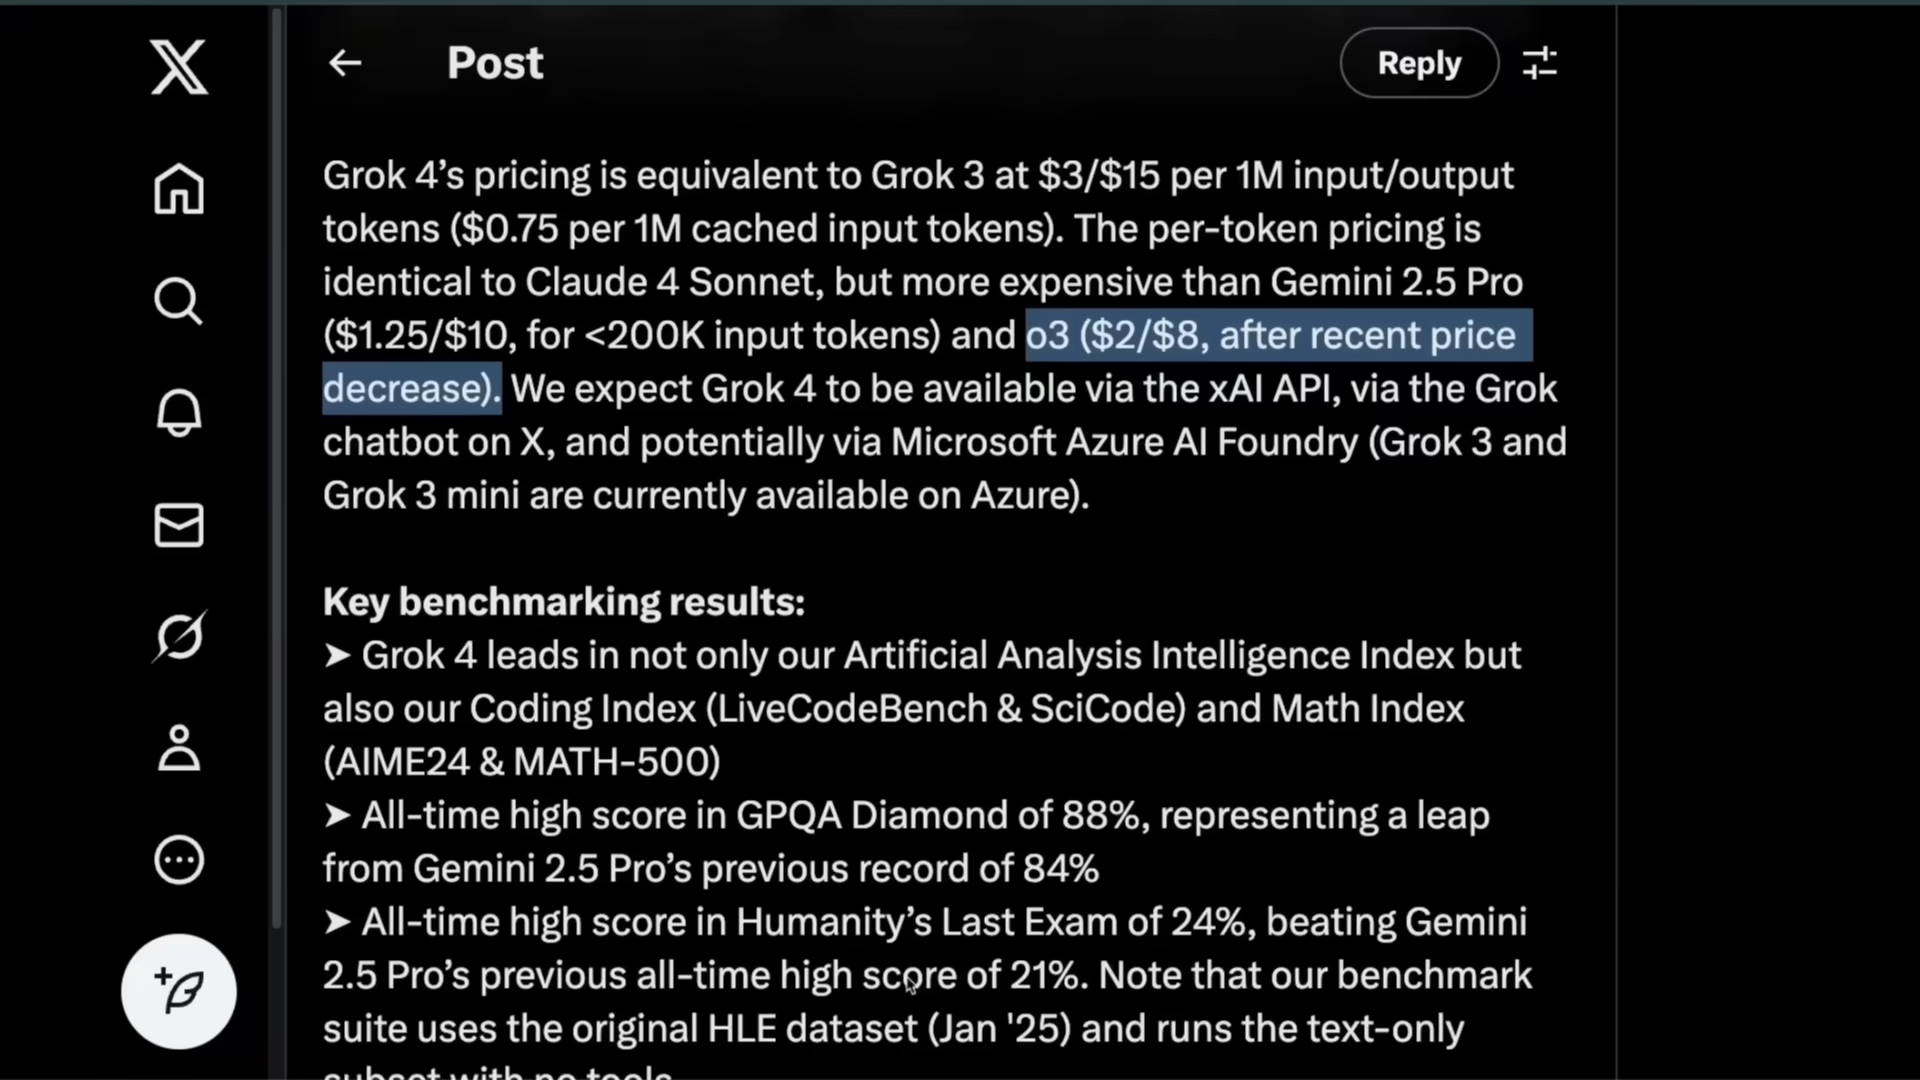 Post
Reply
Grok 4’s pricing is equivalent to Grok 3 at $3/$15 per 1M input/output
tokens ($0.75 per 1M cached input tokens). The per-token pricing is
identical to Claude 4 Sonnet, but more expensive than Gemini 2.5 Pro
($1.25/$10, for <200K input tokens) and o3 ($2/$8, after recent price
decrease). We expect Grok 4 to be available via the xAI API, via the Grok
chatbot on X, and potentially via Microsoft Azure AI Foundry (Grok 3 and
Grok 3 mini are currently available on Azure).
Key benchmarking results:
➤ Grok 4 leads in not only our Artificial Analysis Intelligence Index but
also our Coding Index (LiveCodeBench & SciCode) and Math Index
(AIME24 & MATH-500)
➤ All-time high score in GPQA Diamond of 88%, representing a leap
from Gemini 2.5 Pro’s previous record of 84%
➤ All-time high score in Humanity’s Last Exam of 24%, beating Gemini
2.5 Pro’s previous all-time high score of 21%. Note that our benchmark
suite uses the original HLE dataset (Jan '25) and runs the text-only
subset with no tools